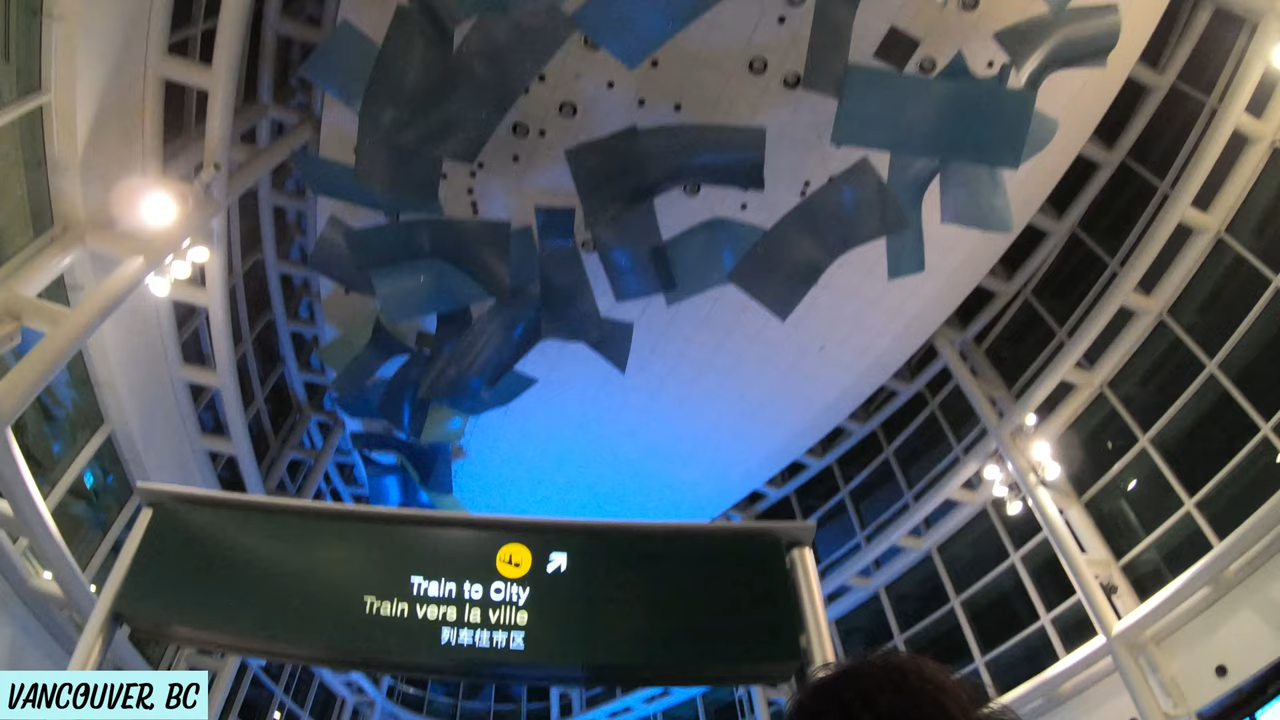 Train to City
Train vers la ville
列车往市区
VANCOUVER, BC